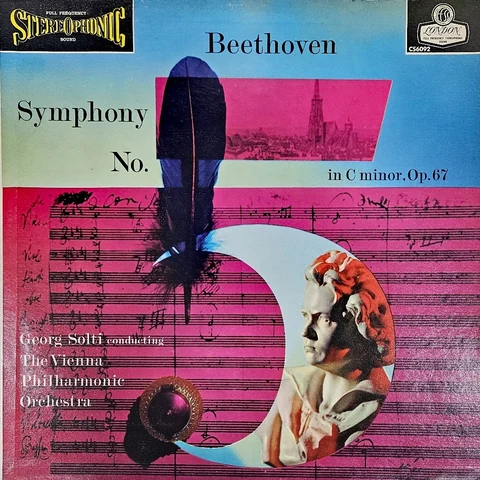 FULL FREQUENCY
STEREOPHONIC
SOUND
LONDON
CS6092
Beethoven
Symphony
No. 5
in C minor, Op. 67
Georg Solti conducting
The Vienna
Philharmonic
Orchestra